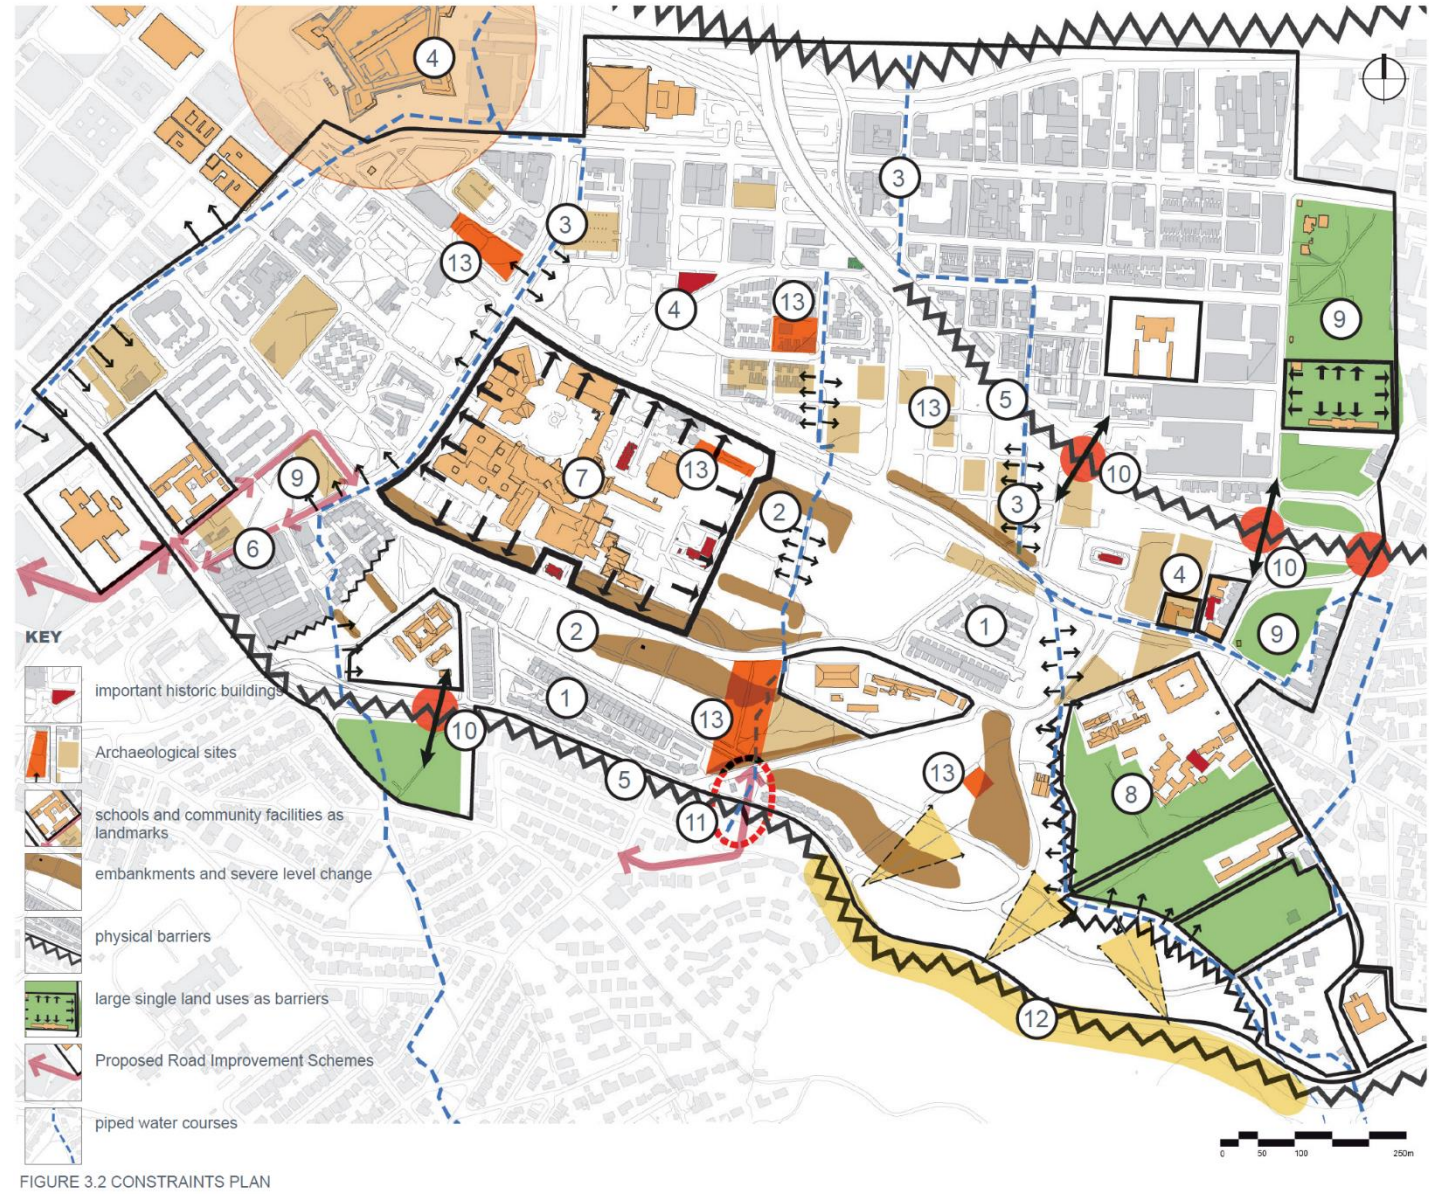 4
3
3
13
4
13
9
5
13
10
7
13
2
3
9
6
4
10
1
9
2
1
13
10
5
13
8
11
12
KEY
important historic buildings
Archaeological sites
schools and community facilities as
landmarks
embankments and severe level change
physical barriers
large single land uses as barriers
Proposed Road Improvement Schemes
piped water courses
0 50 100 250m
FIGURE 3.2 CONSTRAINTS PLAN